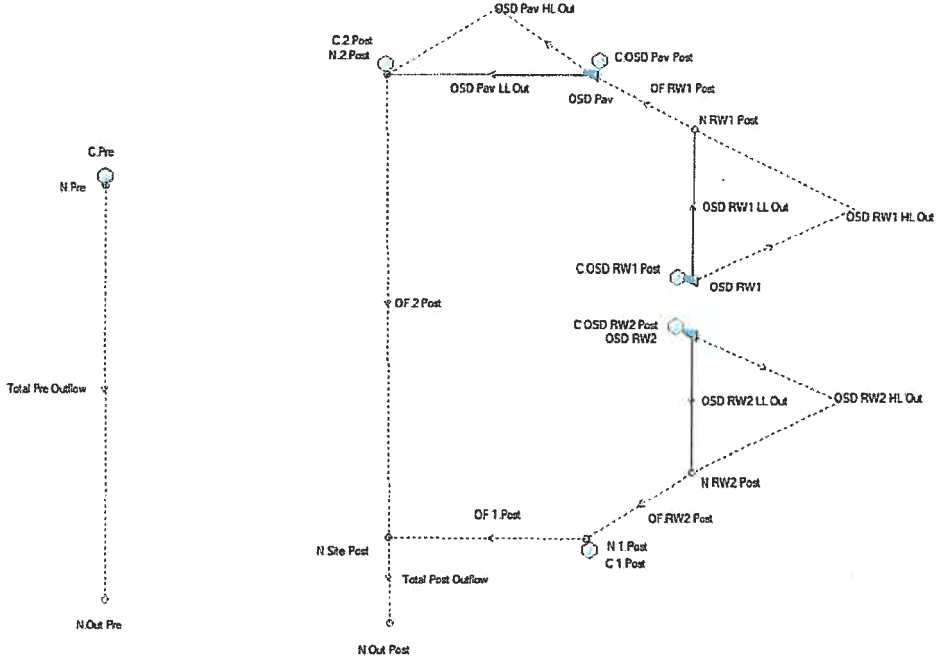 OSD Pav HL Out
C.2.Post
N.2.Post
C.OSD Pav Post
OSD Pav LL Out
OSD Pav
OF.RW1 Post
N.RW1 Post
C.Pre
N.Pre
OSD RW1 LL Out
OSD RW1 HL Out
C.OSD RW1 Post
OSD RW1
OF.2 Post
C.OSD RW2 Post
OSD RW2
Total Pre Outflow
OSD RW2 LL Out
OSD RW2 HL Out
N.RW2 Post
OF 1.Post
OF.RW2 Post
N.Site Post
N 1.Post
C 1 Post
Total Post Outflow
N.Out Pre
N.Out Post